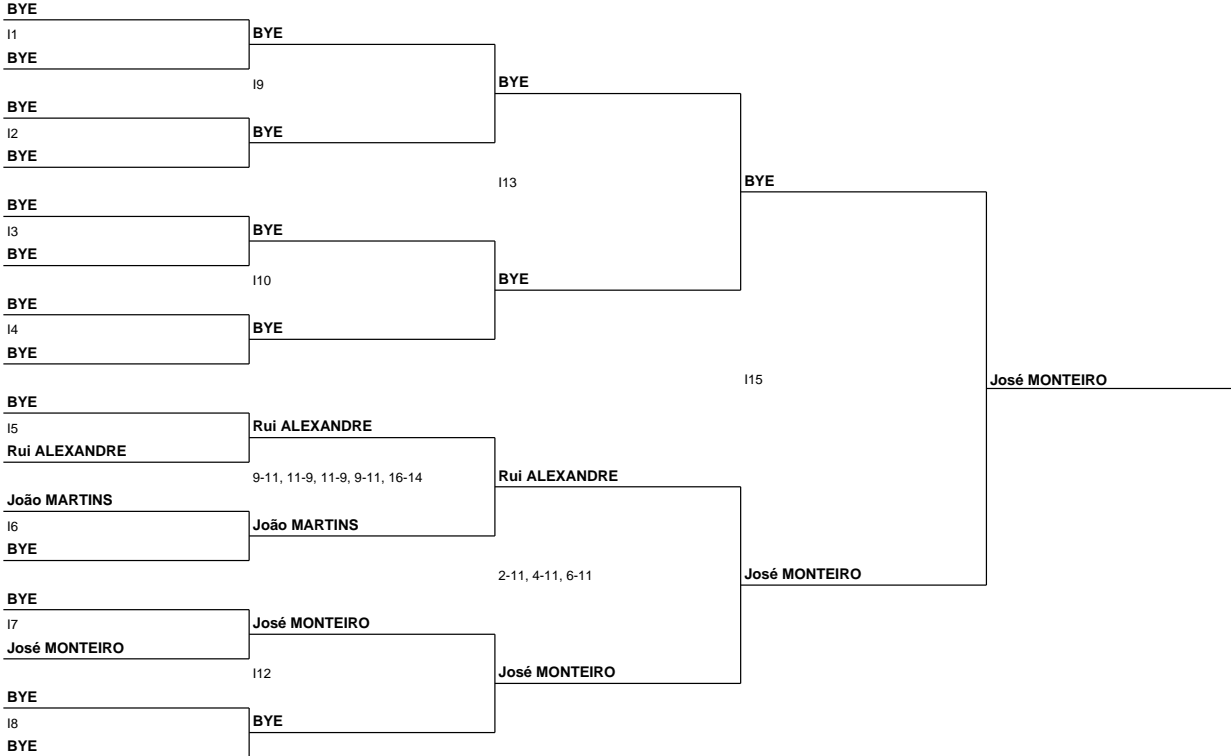 BYE
I1
BYE
BYE
I9
BYE
BYE
I2
BYE
BYE
I13
BYE
BYE
I3
BYE
BYE
I10
BYE
BYE
I4
BYE
BYE
I15
José MONTEIRO
BYE
I5
Rui ALEXANDRE
Rui ALEXANDRE
9-11, 11-9, 11-9, 9-11, 16-14
Rui ALEXANDRE
João MARTINS
I6
João MARTINS
BYE
2-11, 4-11, 6-11
José MONTEIRO
BYE
I7
José MONTEIRO
José MONTEIRO
I12
José MONTEIRO
BYE
I8
BYE
BYE